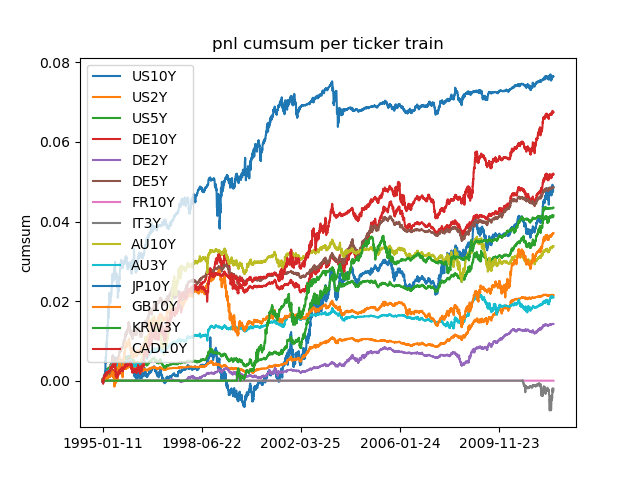 pnl cumsum per ticker train
0.08
0.06
0.04
0.02
0.00
cumsum
US10Y
US2Y
US5Y
DE10Y
DE2Y
DE5Y
FR10Y
IT3Y
AU10Y
AU3Y
JP10Y
GB10Y
KRW3Y
CAD10Y
1995-01-11 1998-06-22 2002-03-25 2006-01-24 2009-11-23